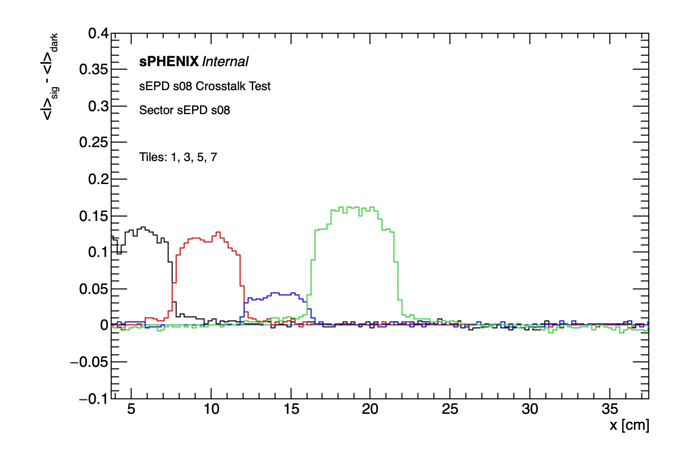 <I>sig - <I>dark
0.4
0.35
0.3
0.25
0.2
0.15
0.1
0.05
0
−0.05
−0.1
sPHENIX Internal
sEPD s08 Crosstalk Test
Sector sEPD s08
Tiles: 1, 3, 5, 7
5 10 15 20 25 30 35
x [cm]